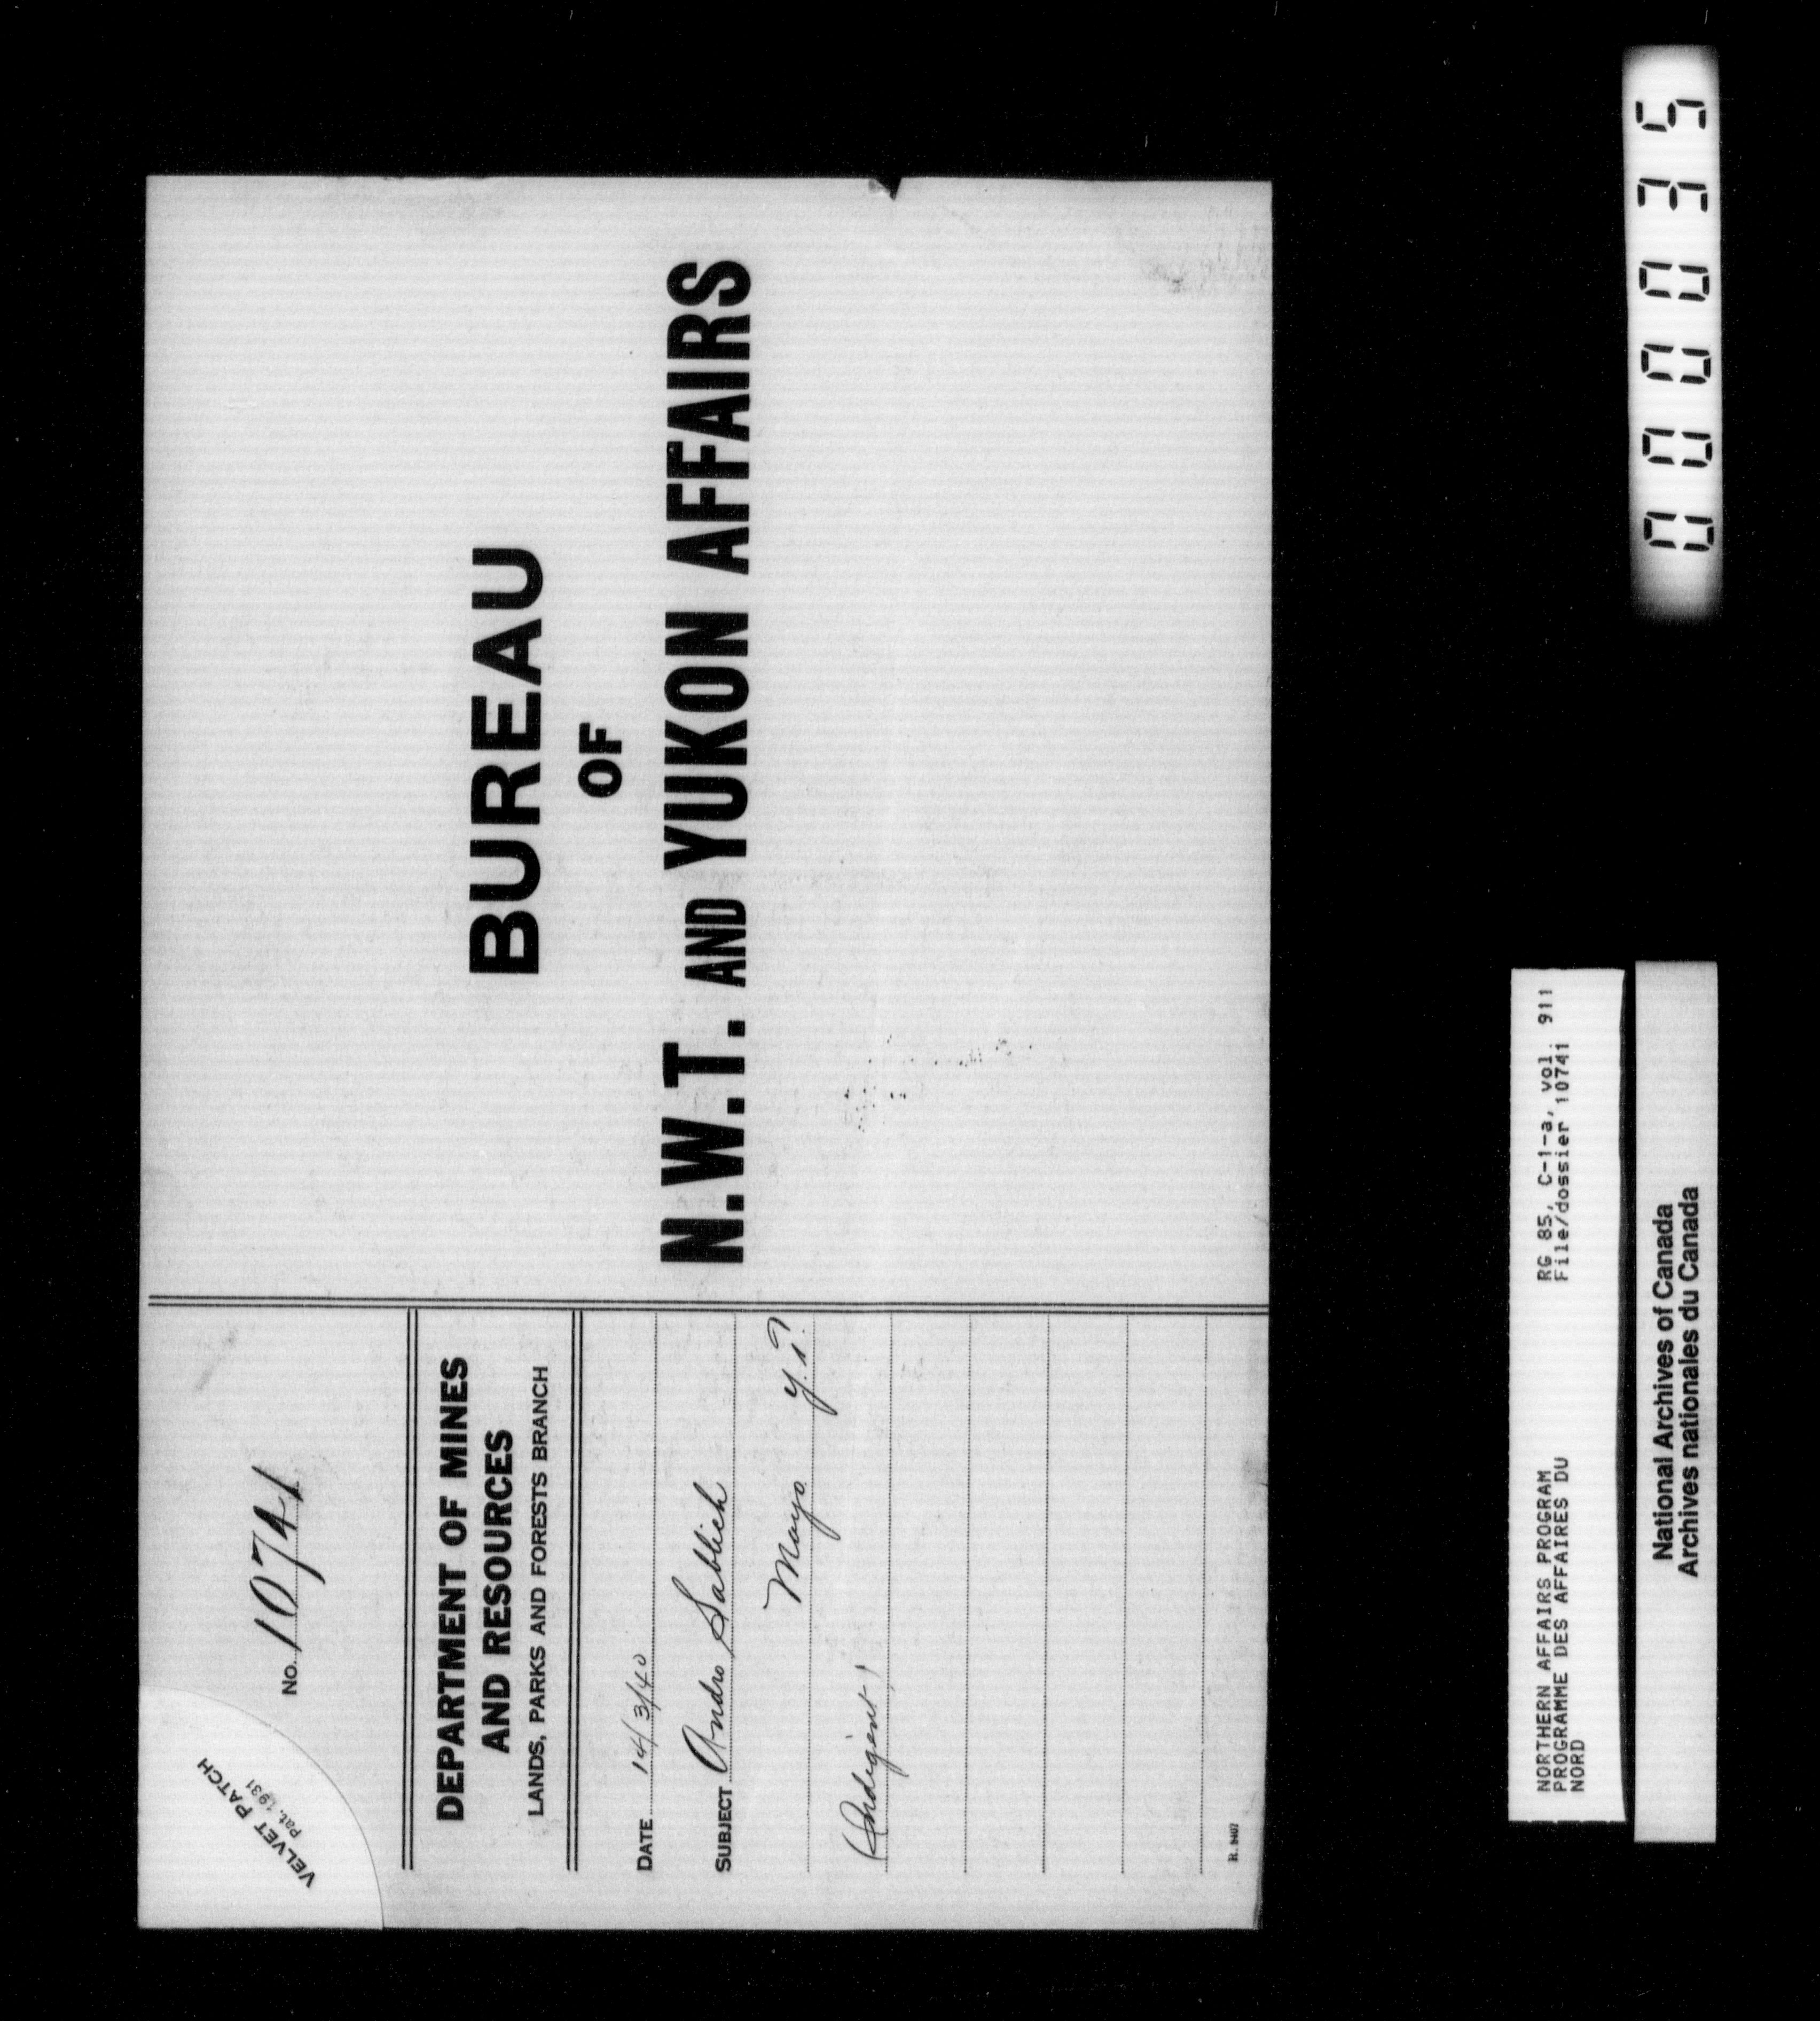 VELVET PATCH
Pat. 1931
No. 10741
DEPARTMENT OF MINES
AND RESOURCES
LANDS, PARKS AND FORESTS BRANCH
DATE 14/3/40
SUBJECT Andro Sablich
Mayo Y.T.
(Indigent)
R. 8407
BUREAU
OF
N.W.T. AND YUKON AFFAIRS
NORTHERN AFFAIRS PROGRAM
PROGRAMME DES AFFAIRES DU
NORD
RG 85, C-1-a, vol. 911
File/dossier 10741
National Archives of Canada
Archives nationales du Canada
000035